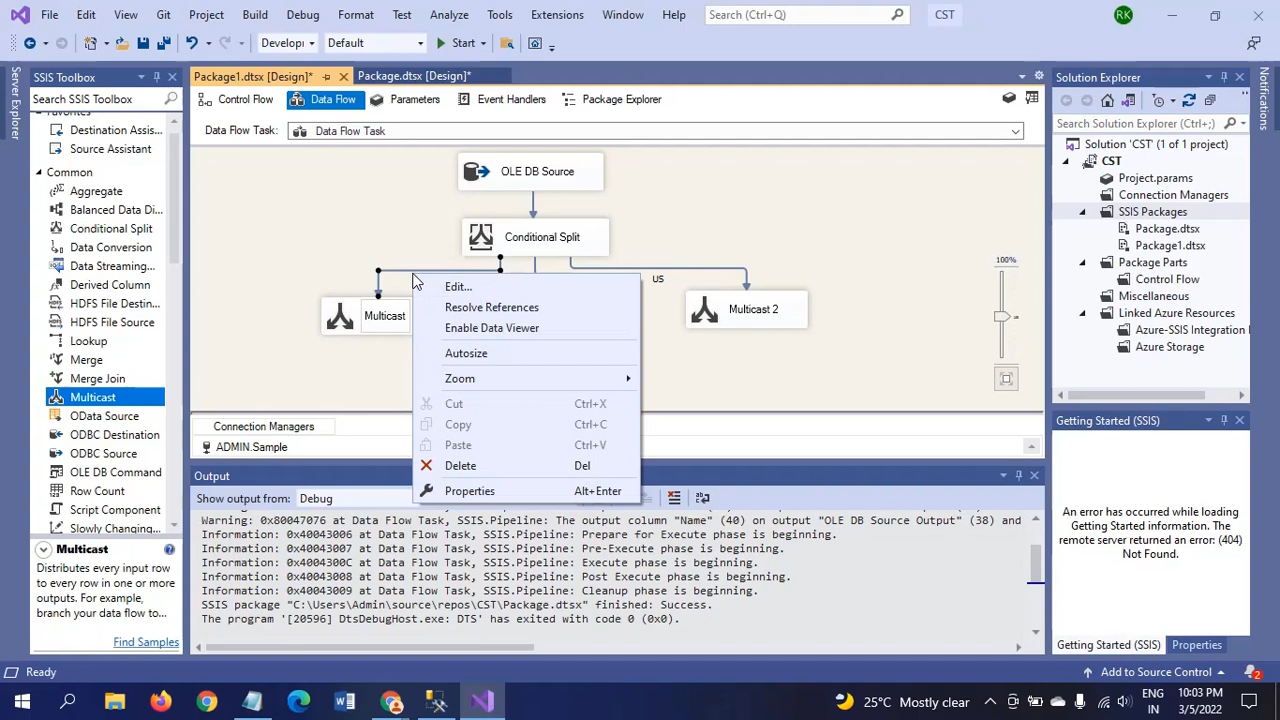 File Edit View Git Project Build Debug Format Test Analyze Tools Extensions Window Help Search (Ctrl+Q) CST RK
Developi Default Start
Server Explorer
SSIS Toolbox
Search SSIS Toolbox
Favorites
Destination Assis...
Source Assistant
Common
Aggregate
Balanced Data Di...
Conditional Split
Data Conversion
Data Streaming...
Derived Column
HDFS File Destin...
HDFS File Source
Lookup
Merge
Merge Join
Multicast
OData Source
ODBC Destination
ODBC Source
OLE DB Command
Row Count
Script Component
Slowly Changing...
Multicast
Distributes every input row
to every row in one or more
outputs. For example,
branch your data flow to...
Find Samples
Package1.dtsx [Design]* Package.dtsx [Design]*
Control Flow Data Flow Parameters Event Handlers Package Explorer
Data Flow Task: Data Flow Task
OLE DB Source
Conditional Split
US
Multicast
Multicast 2
100%
Edit...
Resolve References
Enable Data Viewer
Autosize
Zoom
Cut Ctrl+X
Copy Ctrl+C
Paste Ctrl+V
Delete Del
Properties Alt+Enter
Connection Managers
ADMIN.Sample
Output
Show output from: Debug
Warning: 0x80047076 at Data Flow Task, SSIS.Pipeline: The output column "Name" (40) on output "OLE DB Source Output" (38) and
Information: 0x40043006 at Data Flow Task, SSIS.Pipeline: Prepare for Execute phase is beginning.
Information: 0x40043007 at Data Flow Task, SSIS.Pipeline: Pre-Execute phase is beginning.
Information: 0x4004300C at Data Flow Task, SSIS.Pipeline: Execute phase is beginning.
Information: 0x40043008 at Data Flow Task, SSIS.Pipeline: Post Execute phase is beginning.
Information: 0x40043009 at Data Flow Task, SSIS.Pipeline: Cleanup phase is beginning.
SSIS package "C:\Users\Admin\source\repos\CST\Package.dtsx" finished: Success.
The program '[20596] DtsDebugHost.exe: DTS' has exited with code 0 (0x0).
Solution Explorer
Search Solution Explorer (Ctrl+;)
Solution 'CST' (1 of 1 project)
CST
Project.params
Connection Managers
SSIS Packages
Package.dtsx
Package1.dtsx
Package Parts
Control Flow
Miscellaneous
Linked Azure Resources
Azure-SSIS Integration
Azure Storage
Getting Started (SSIS)
An error has occurred while loading
Getting Started information. The
remote server returned an error: (404)
Not Found.
Getting Started (SSIS) Properties
Notifications
Ready
Add to Source Control 2
25°C Mostly clear
ENG
IN
10:03 PM
3/5/2022